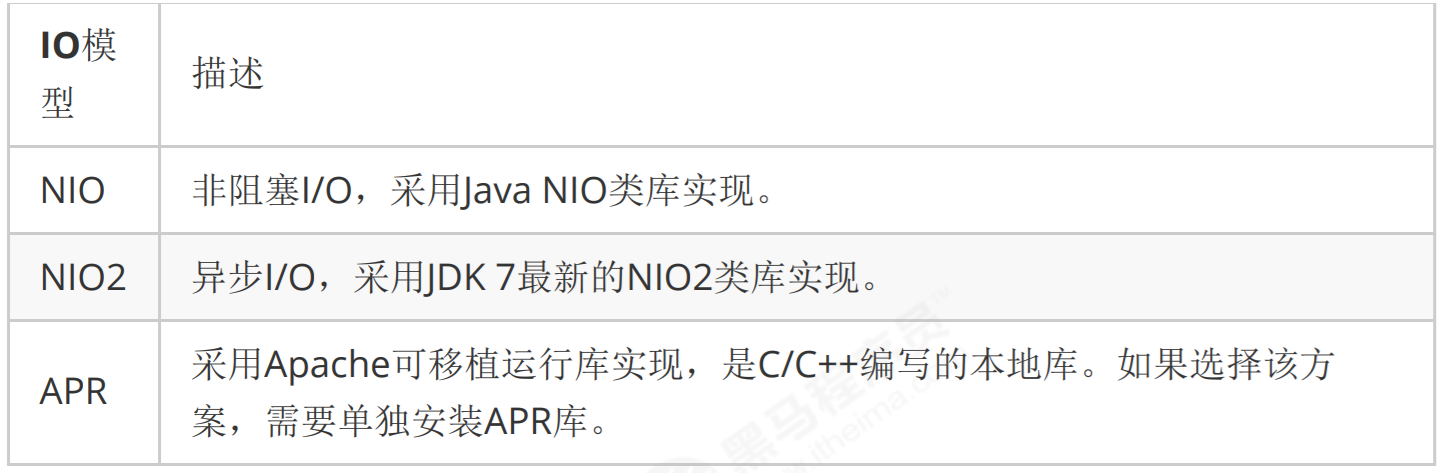 IO模
型
描述
NIO
非阻塞I/O，采用Java NIO类库实现。
NIO2
异步I/O，采用JDK 7最新的NIO2类库实现。
APR
采用Apache可移植运行库实现，是C/C++编写的本地库。如果选择该方
案，需要单独安装APR库。
黑马程序员™